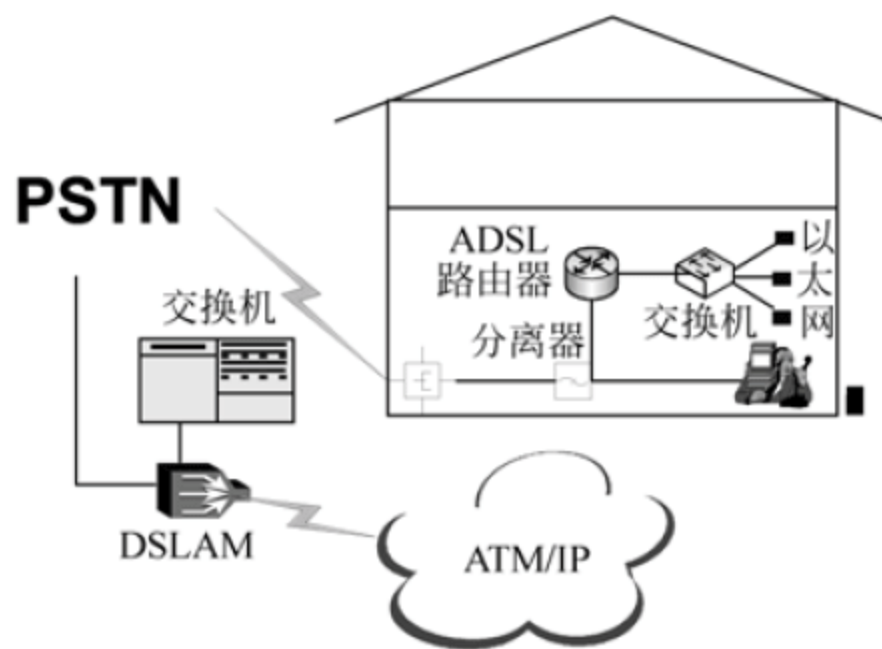 PSTN
交换机
DSLAM
ATM/IP
ADSL
路由器
分离器
交换机
以
太
网